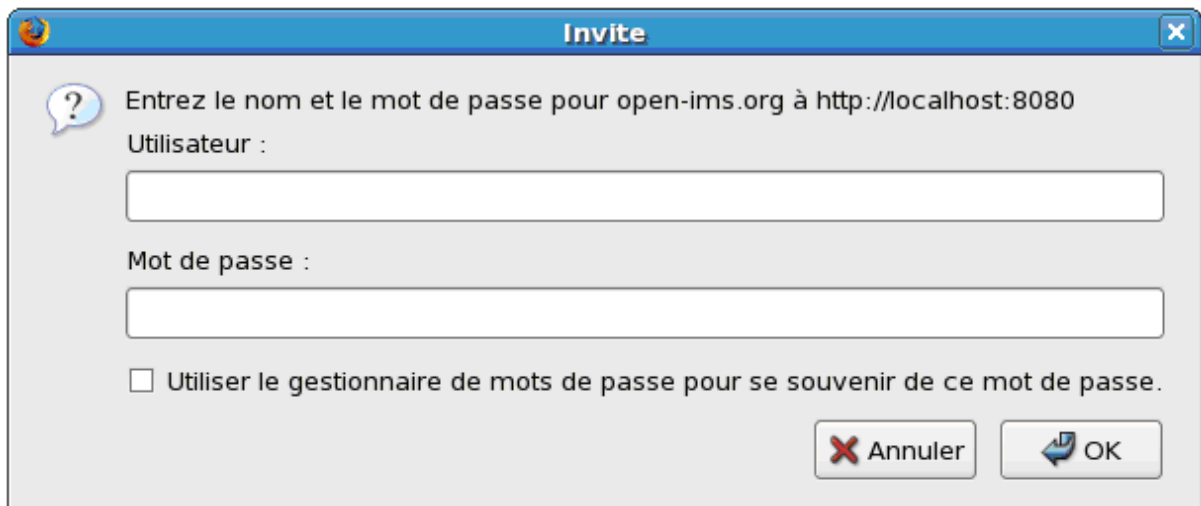 Invite
Entrez le nom et le mot de passe pour open-ims.org à http://localhost:8080
Utilisateur :
Mot de passe :
Utiliser le gestionnaire de mots de passe pour se souvenir de ce mot de passe.
Annuler OK